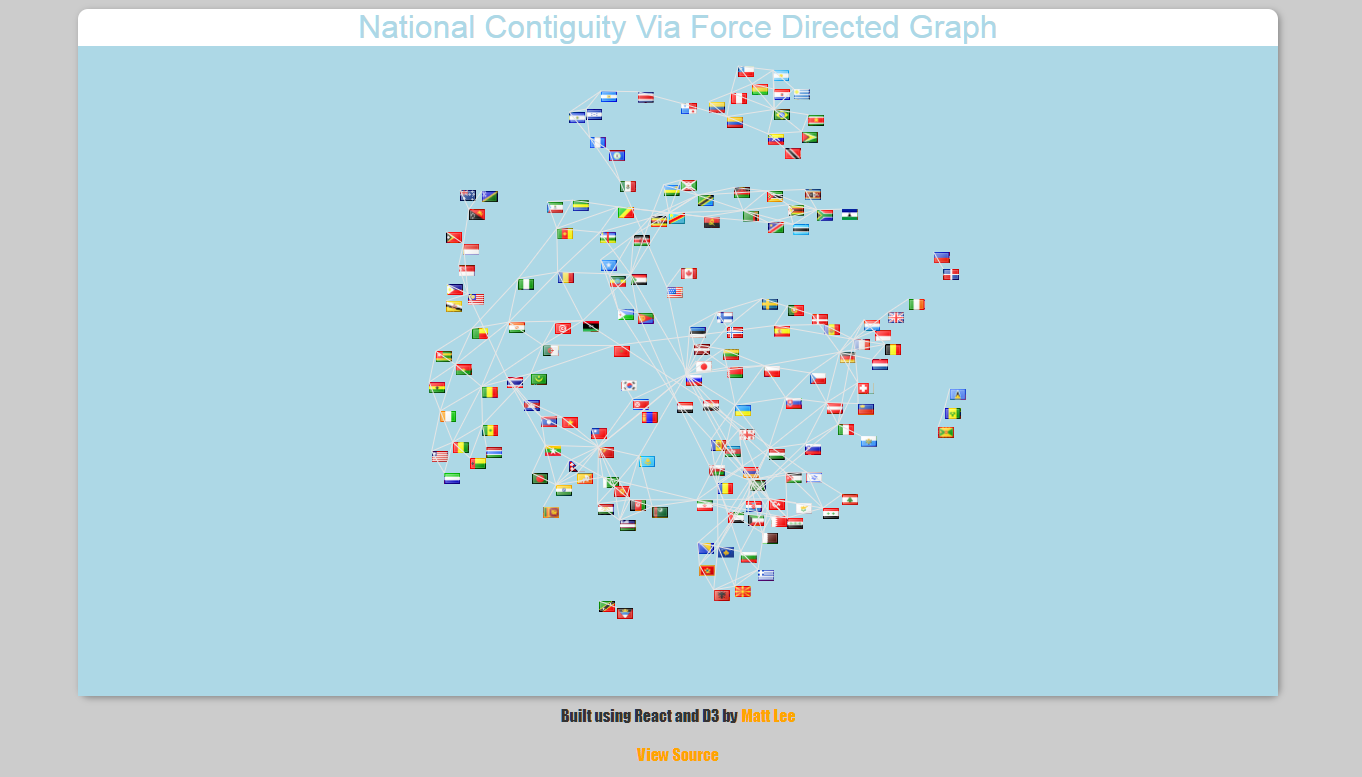 National Contiguity Via Force Directed Graph
Built using React and D3 by Matt Lee
View Source